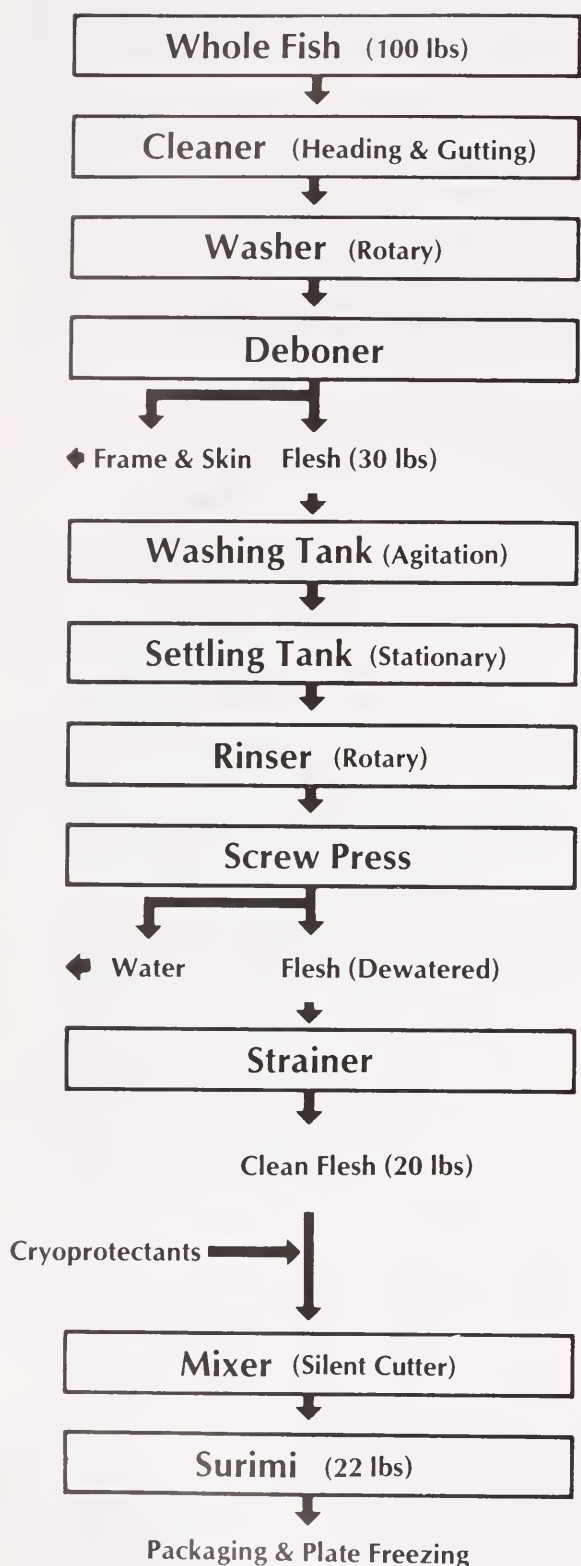 Whole Fish (100 lbs)
Cleaner (Heading & Gutting)
Washer (Rotary)
Deboner
Frame & Skin Flesh (30 lbs)
Washing Tank (Agitation)
Settling Tank (Stationary)
Rinser (Rotary)
Screw Press
Water Flesh (Dewatered)
Strainer
Clean Flesh (20 lbs)
Cryoprotectants
Mixer (Silent Cutter)
Surimi (22 lbs)
Packaging & Plate Freezing